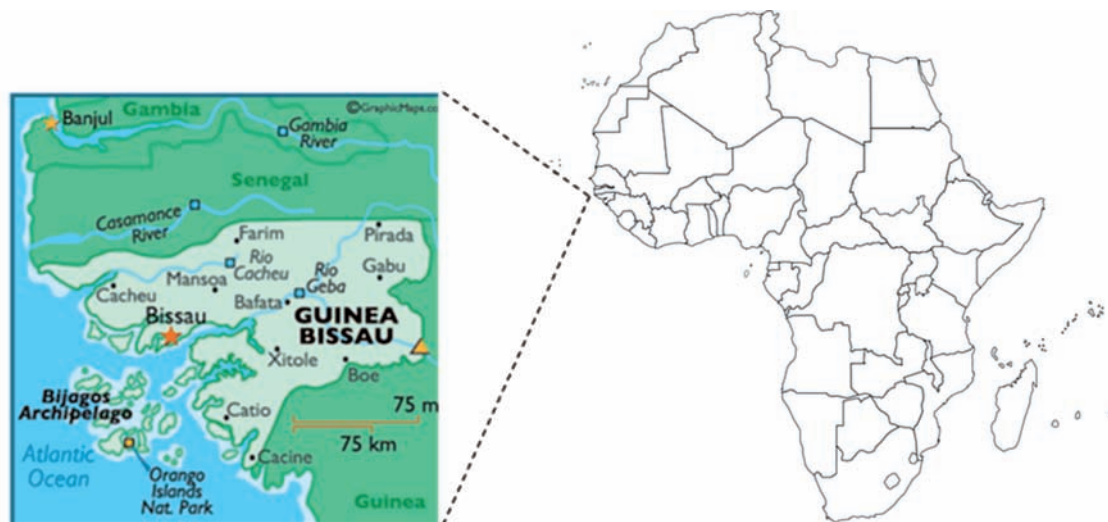 ©GraphicMaps.co
Gambia
Banjul
Gambia
River
Senegal
Casamance
River
Farim
Pirada
Rio
Cacheu
Rio
Geba
Gabu
Mansoa
Cacheu
Bafata
Bissau
GUINEA
BISSAU
Xitole
Boe
Bijagos
Archipelago
Catio
75 m
75 km
Atlantic
Ocean
Cacine
Orango
Islands
Nat. Park
Guinea